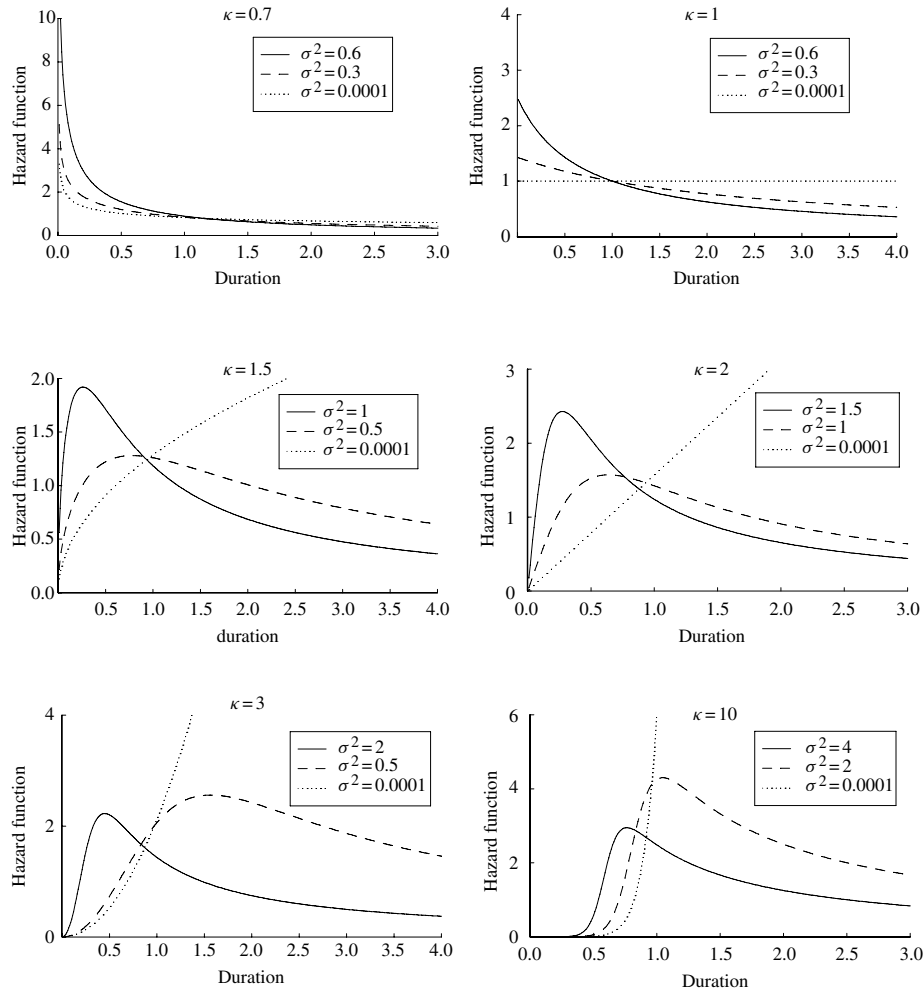 κ = 0.7
Hazard function
10
8
6
4
2
0
σ² = 0.6
σ² = 0.3
σ² = 0.0001
0.0 0.5 1.0 1.5 2.0 2.5 3.0
Duration
κ = 1
Hazard function
4
3
2
1
0
σ² = 0.6
σ² = 0.3
σ² = 0.0001
0.5 1.0 1.5 2.0 2.5 3.0 3.5 4.0
Duration
κ = 1.5
Hazard function
2.0
1.5
1.0
0.5
0.0
σ² = 1
σ² = 0.5
σ² = 0.0001
0.5 1.0 1.5 2.0 2.5 3.0 3.5 4.0
duration
κ = 2
Hazard function
3
2
1
0
σ² = 1.5
σ² = 1
σ² = 0.0001
0.0 0.5 1.0 1.5 2.0 2.5 3.0
Duration
κ = 3
Hazard function
4
2
0
σ² = 2
σ² = 0.5
σ² = 0.0001
0.5 1.0 1.5 2.0 2.5 3.0 3.5 4.0
Duration
κ = 10
Hazard function
6
4
2
0
σ² = 4
σ² = 2
σ² = 0.0001
0.0 0.5 1.0 1.5 2.0 2.5 3.0
Duration